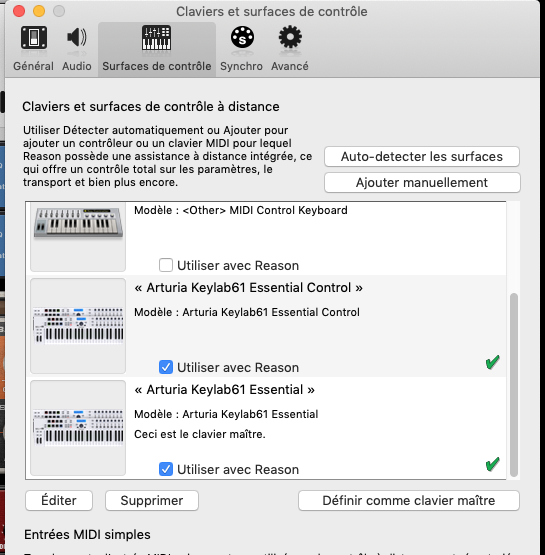 Claviers et surfaces de contrôle
Général
Audio
Surfaces de contrôle
Synchro
Avancé
Claviers et surfaces de contrôle à distance
Utiliser Détecter automatiquement ou Ajouter pour
ajouter un contrôleur ou un clavier MIDI pour lequel
Reason possède une assistance à distance intégrée, ce
qui offre un contrôle total sur les paramètres, le
transport et bien plus encore.
Auto-detecter les surfaces
Ajouter manuellement
Modèle : <Other> MIDI Control Keyboard
Utiliser avec Reason
« Arturia Keylab61 Essential Control »
Modèle : Arturia Keylab61 Essential Control
Utiliser avec Reason
« Arturia Keylab61 Essential »
Modèle : Arturia Keylab61 Essential
Ceci est le clavier maître.
Utiliser avec Reason
Éditer
Supprimer
Définir comme clavier maître
Entrées MIDI simples